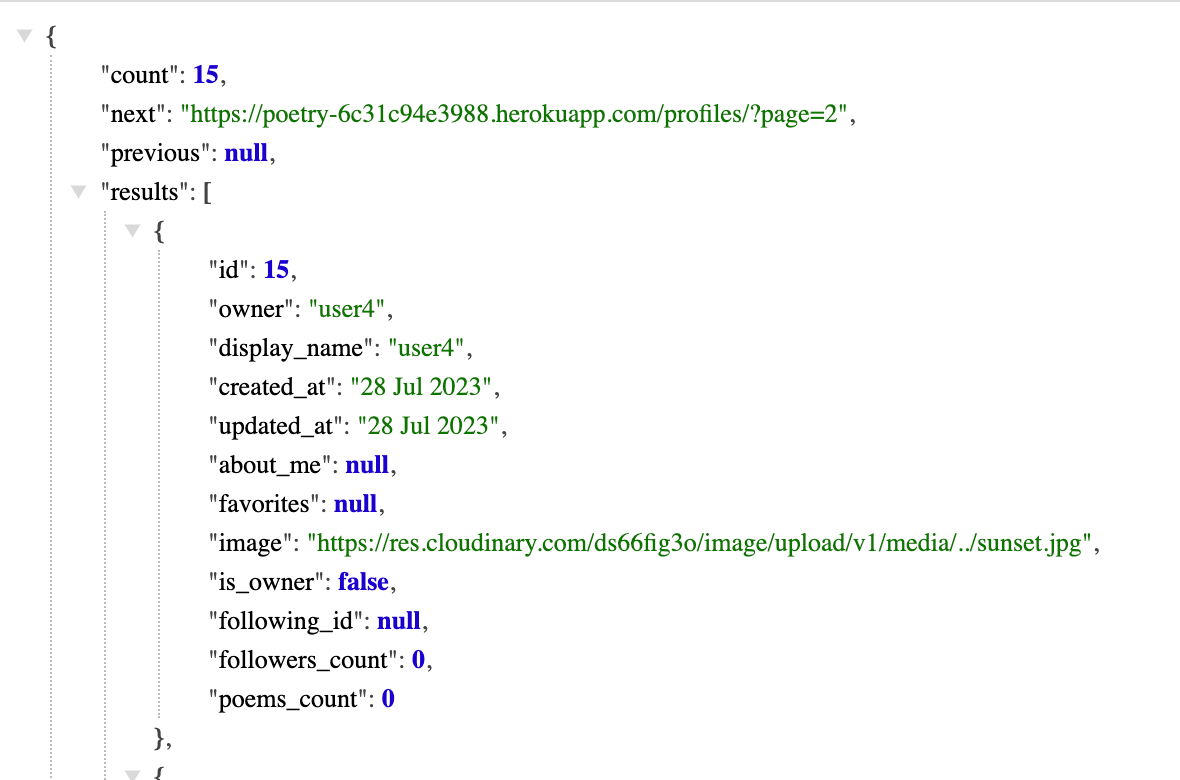 {
"count": 15,
"next": "https://poetry-6c31c94e3988.herokuapp.com/profiles/?page=2",
"previous": null,
"results": [
{
"id": 15,
"owner": "user4",
"display_name": "user4",
"created_at": "28 Jul 2023",
"updated_at": "28 Jul 2023",
"about_me": null,
"favorites": null,
"image": "https://res.cloudinary.com/ds66fig3o/image/upload/v1/media/../sunset.jpg",
"is_owner": false,
"following_id": null,
"followers_count": 0,
"poems_count": 0
},
{